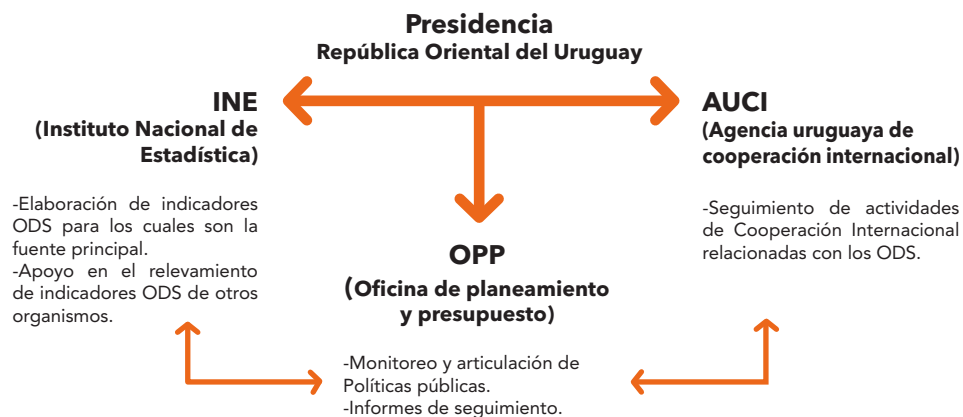 Presidencia
República Oriental del Uruguay
INE
(Instituto Nacional de
Estadística)
-Elaboración de indicadores
ODS para los cuales son la
fuente principal.
-Apoyo en el relevamiento
de indicadores ODS de otros
organismos.
OPP
(Oficina de planeamiento
y presupuesto)
-Monitoreo y articulación de
Políticas públicas.
-Informes de seguimiento.
AUCI
(Agencia uruguaya de
cooperación internacional)
-Seguimiento de actividades
de Cooperación Internacional
relacionadas con los ODS.